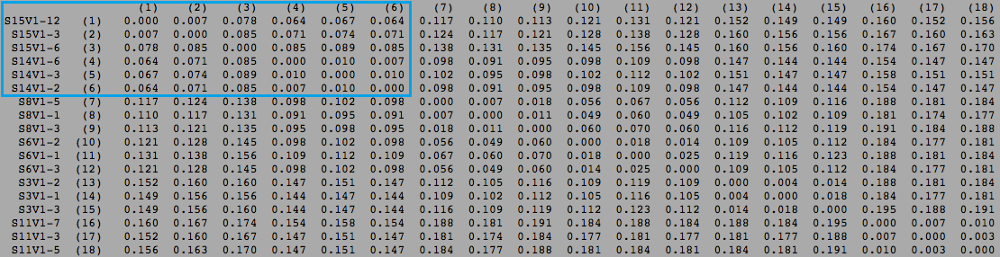 (1) (2) (3) (4) (5) (6) (7) (8) (9) (10) (11) (12) (13) (14) (15) (16) (17) (18)
S15V1-12 (1) 0.000 0.007 0.078 0.064 0.067 0.064 0.117 0.110 0.113 0.121 0.131 0.121 0.152 0.149 0.149 0.160 0.152 0.156
S15V1-3 (2) 0.007 0.000 0.085 0.071 0.074 0.071 0.124 0.117 0.121 0.128 0.138 0.128 0.160 0.156 0.156 0.167 0.160 0.163
S15V1-6 (3) 0.078 0.085 0.000 0.085 0.089 0.085 0.138 0.131 0.135 0.145 0.156 0.145 0.160 0.156 0.160 0.174 0.167 0.170
S14V1-6 (4) 0.064 0.071 0.085 0.000 0.010 0.007 0.098 0.091 0.095 0.098 0.109 0.098 0.147 0.144 0.144 0.154 0.147 0.147
S14V1-3 (5) 0.067 0.074 0.089 0.010 0.000 0.010 0.102 0.095 0.098 0.102 0.112 0.102 0.151 0.147 0.147 0.158 0.151 0.151
S14V1-2 (6) 0.064 0.071 0.085 0.007 0.010 0.000 0.098 0.091 0.095 0.098 0.109 0.098 0.147 0.144 0.144 0.154 0.147 0.147
S8V1-5 (7) 0.117 0.124 0.138 0.098 0.102 0.098 0.000 0.007 0.018 0.056 0.067 0.056 0.112 0.109 0.116 0.188 0.181 0.184
S8V1-1 (8) 0.110 0.117 0.131 0.091 0.095 0.091 0.007 0.000 0.011 0.049 0.060 0.049 0.105 0.102 0.109 0.181 0.174 0.177
S8V1-3 (9) 0.113 0.121 0.135 0.095 0.098 0.095 0.018 0.011 0.000 0.060 0.070 0.060 0.116 0.112 0.119 0.191 0.184 0.188
S6V1-2 (10) 0.121 0.128 0.145 0.098 0.102 0.098 0.056 0.049 0.060 0.000 0.018 0.014 0.109 0.105 0.112 0.184 0.177 0.181
S6V1-1 (11) 0.131 0.138 0.156 0.109 0.112 0.109 0.067 0.060 0.070 0.018 0.000 0.025 0.119 0.116 0.123 0.188 0.181 0.184
S6V1-3 (12) 0.121 0.128 0.145 0.098 0.102 0.098 0.056 0.049 0.060 0.014 0.025 0.000 0.109 0.105 0.112 0.184 0.177 0.181
S3V1-2 (13) 0.152 0.160 0.160 0.147 0.151 0.147 0.112 0.105 0.116 0.109 0.119 0.109 0.000 0.004 0.014 0.188 0.181 0.184
S3V1-1 (14) 0.149 0.156 0.156 0.144 0.147 0.144 0.109 0.102 0.112 0.105 0.116 0.105 0.004 0.000 0.018 0.184 0.177 0.181
S3V1-3 (15) 0.149 0.156 0.160 0.144 0.147 0.144 0.116 0.109 0.119 0.112 0.123 0.112 0.014 0.018 0.000 0.195 0.188 0.191
S11V1-7 (16) 0.160 0.167 0.174 0.154 0.158 0.154 0.188 0.181 0.191 0.184 0.188 0.184 0.188 0.184 0.195 0.000 0.007 0.010
S11V1-3 (17) 0.152 0.160 0.167 0.147 0.151 0.147 0.181 0.174 0.184 0.177 0.181 0.177 0.181 0.177 0.188 0.007 0.000 0.003
S11V1-5 (18) 0.156 0.163 0.170 0.147 0.151 0.147 0.184 0.177 0.188 0.181 0.184 0.181 0.184 0.181 0.191 0.010 0.003 0.000